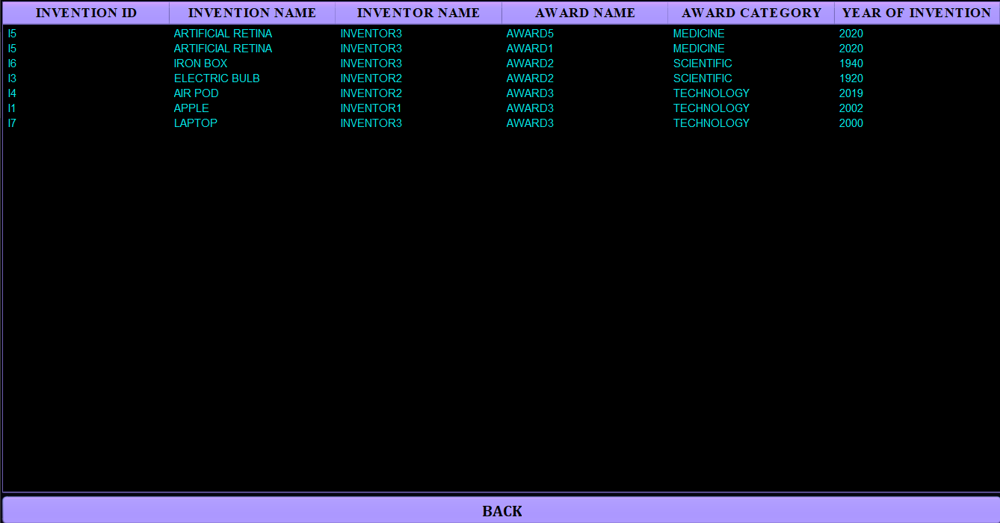 INVENTION ID INVENTION NAME INVENTOR NAME AWARD NAME AWARD CATEGORY YEAR OF INVENTION
I5 ARTIFICIAL RETINA INVENTOR3 AWARD5 MEDICINE 2020
I5 ARTIFICIAL RETINA INVENTOR3 AWARD1 MEDICINE 2020
I6 IRON BOX INVENTOR3 AWARD2 SCIENTIFIC 1940
I3 ELECTRIC BULB INVENTOR2 AWARD2 SCIENTIFIC 1920
I4 AIR POD INVENTOR2 AWARD3 TECHNOLOGY 2019
I1 APPLE INVENTOR1 AWARD3 TECHNOLOGY 2002
I7 LAPTOP INVENTOR3 AWARD3 TECHNOLOGY 2000
BACK